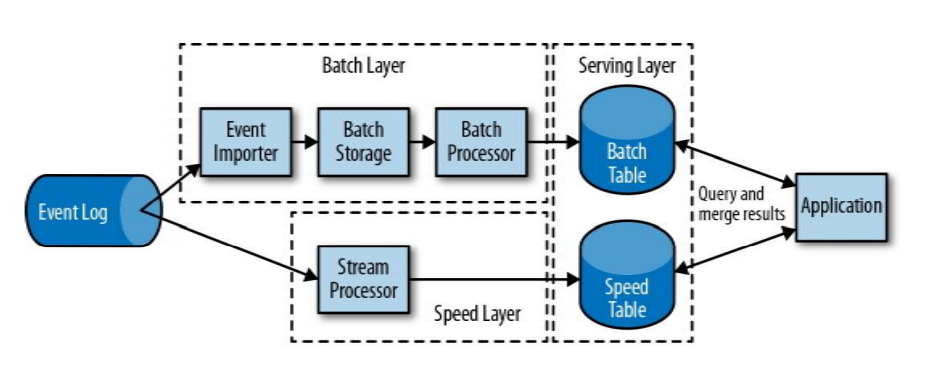 Batch Layer
Serving Layer
Event
Importer
Batch
Storage
Batch
Processor
Batch
Table
Event Log
Query and
merge results
Application
Stream
Processor
Speed Layer
Speed
Table